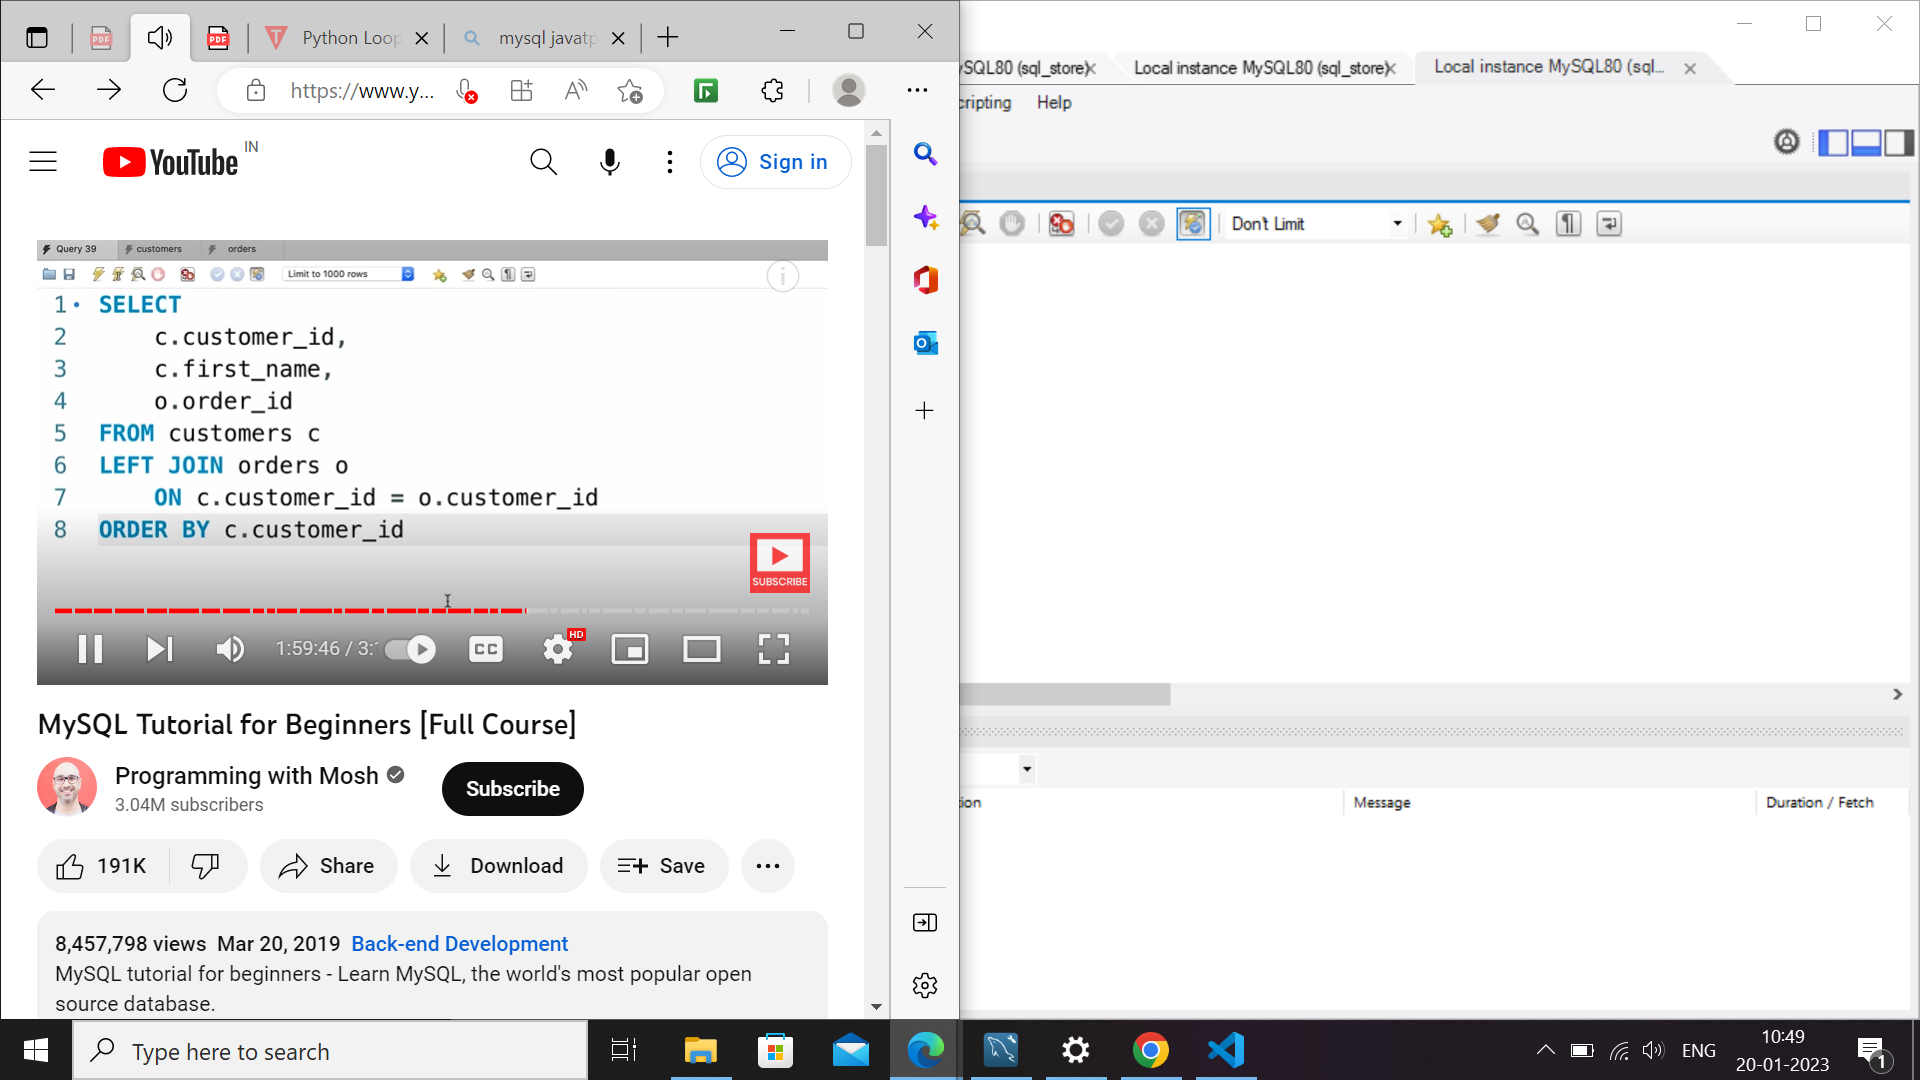 Python Loop
mysql javatp
https://www.y...
YouTube IN
Sign in
Query 39 customers orders
Limit to 1000 rows
1 SELECT
2 c.customer_id,
3 c.first_name,
4 o.order_id
5 FROM customers c
6 LEFT JOIN orders o
7 ON c.customer_id = o.customer_id
8 ORDER BY c.customer_id
SUBSCRIBE
1:59:46 / 3:
CC
HD
MySQL Tutorial for Beginners [Full Course]
Programming with Mosh
3.04M subscribers
Subscribe
191K
Share
Download
Save
8,457,798 views Mar 20, 2019 Back-end Development
MySQL tutorial for beginners - Learn MySQL, the world's most popular open
source database.
ySQL80 (sql_store)
Local instance MySQL80 (sql_store)
Local instance MySQL80 (sql...
cripting Help
Don't Limit
ion
Message
Duration / Fetch
Type here to search
ENG
10:49
20-01-2023
1